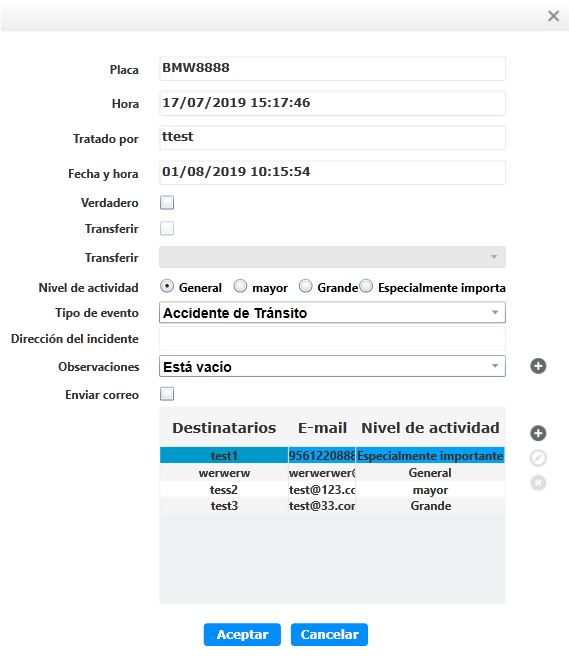 Placa BMW8888
Hora 17/07/2019 15:17:46
Tratado por ttest
Fecha y hora 01/08/2019 10:15:54
Verdadero
Transferir
Transferir
Nivel de actividad General mayor Grande Especialmente importa
Tipo de evento Accidente de Tránsito
Dirección del incidente
Observaciones Está vacío
Enviar correo
Destinatarios E-mail Nivel de actividad
test1 9561220888 Especialmente importante
werwerw werwerwer( General
tess2 test@123.cc mayor
test3 test@33.cor Grande
Aceptar Cancelar